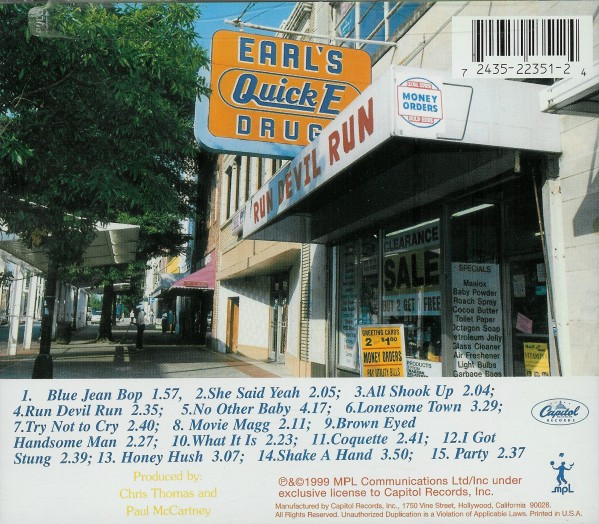 EARL'S
Quick E
DRUG
RUN DEVIL RUN
MONEY
ORDERS
7 2435-22351-2 4
CLEARANCE
SALE
BUY 2 GET FREE
GREETING CARDS
2 FOR $1.00
MONEY ORDERS
PAY UTILITY BILLS
PRODUCTS
SPECIALS
Maalox
Baby Powder
Roach Spray
Cocoa Butter
Toilet Paper
Octagon Soap
Petroleum Jelly
Glass Cleaner
Air Freshener
Light Bulbs
Garbage Bags
1. Blue Jean Bop 1.57, 2.She Said Yeah 2.05; 3.All Shook Up 2.04;
4.Run Devil Run 2.35; 5.No Other Baby 4.17; 6.Lonesome Town 3.29;
7.Try Not to Cry 2.40; 8. Movie Magg 2.11; 9.Brown Eyed
Handsome Man 2.27; 10.What It Is 2.23; 11.Coquette 2.41; 12.I Got
Stung 2.39; 13. Honey Hush 3.07; 14.Shake A Hand 3.50; 15. Party 2.37
Capitol
RECORDS
Produced by:
Chris Thomas and
Paul McCartney
℗&©1999 MPL Communications Ltd/Inc under
exclusive license to Capitol Records, Inc.
Manufactured by Capitol Records, Inc., 1750 Vine Street, Hollywood, California 90028.
All Rights Reserved. Unauthorized Duplication is a Violation of Applicable Laws. Printed in U.S.A.
mpL